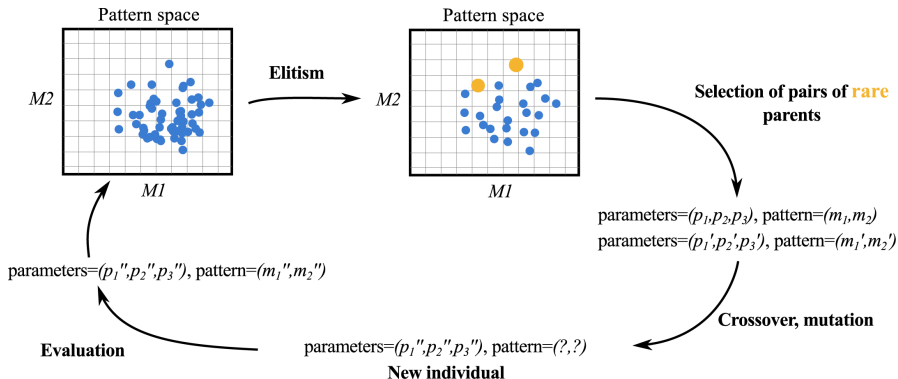 Pattern space
M2
M1
Elitism
Pattern space
M2
M1
Selection of pairs of rare
parents
parameters=(p₁,p₂,p₃), pattern=(m₁,m₂)
parameters=(p₁',p₂',p₃'), pattern=(m₁',m₂')
Crossover, mutation
parameters=(p₁'',p₂'',p₃''), pattern=(?,?)
New individual
Evaluation
parameters=(p₁'',p₂'',p₃''), pattern=(m₁'',m₂'')